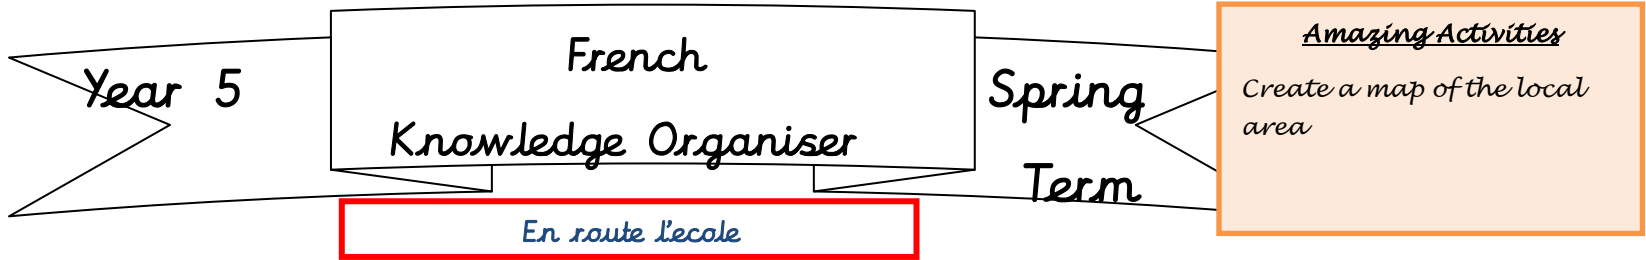 Year 5
French
Knowledge Organiser
Spring
Term
En route l'ecole
Amazing Activities
Create a map of the local
area